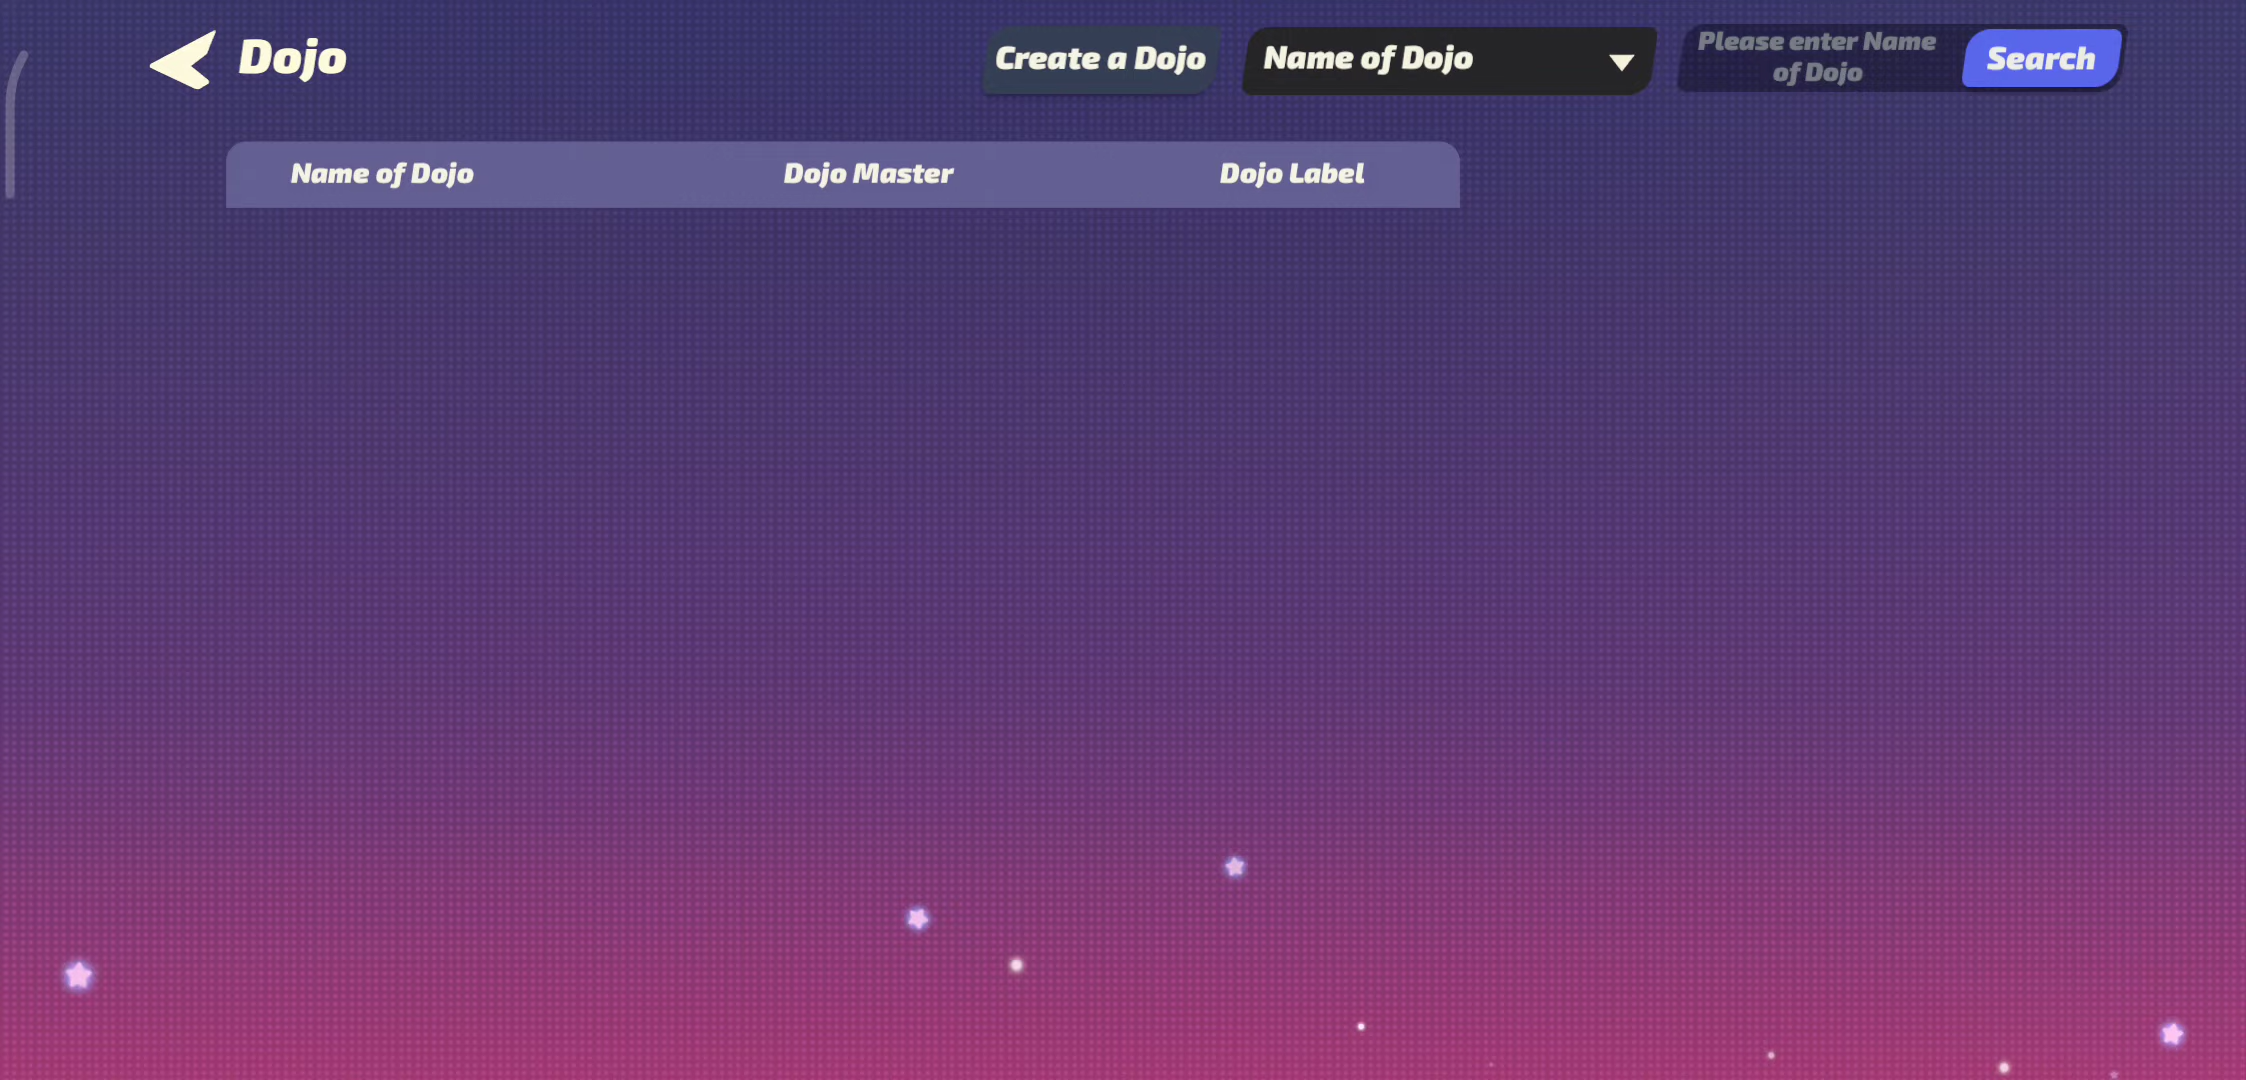 Dojo
Create a Dojo
Name of Dojo
Please enter Name
of Dojo
Search
Name of Dojo
Dojo Master
Dojo Label